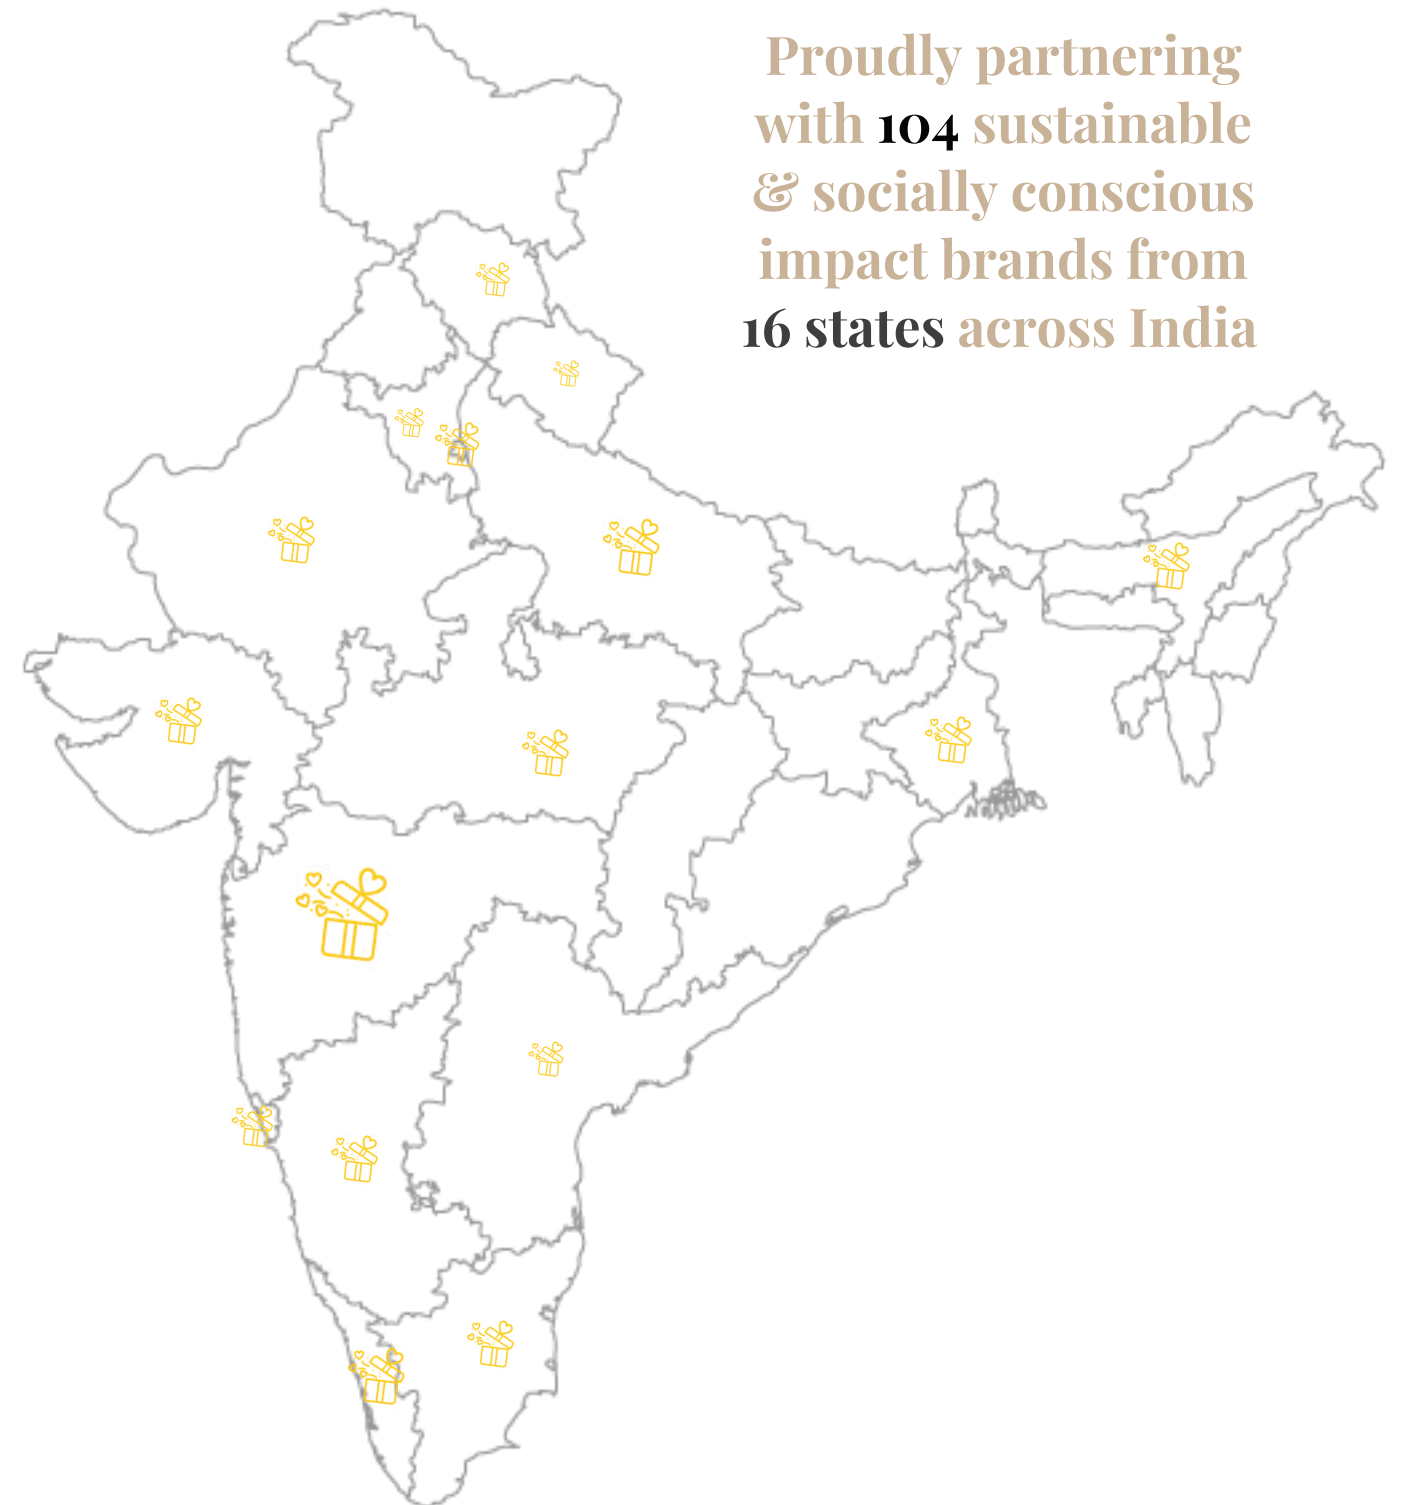 Proudly partnering
with 104 sustainable
& socially conscious
impact brands from
16 states across India